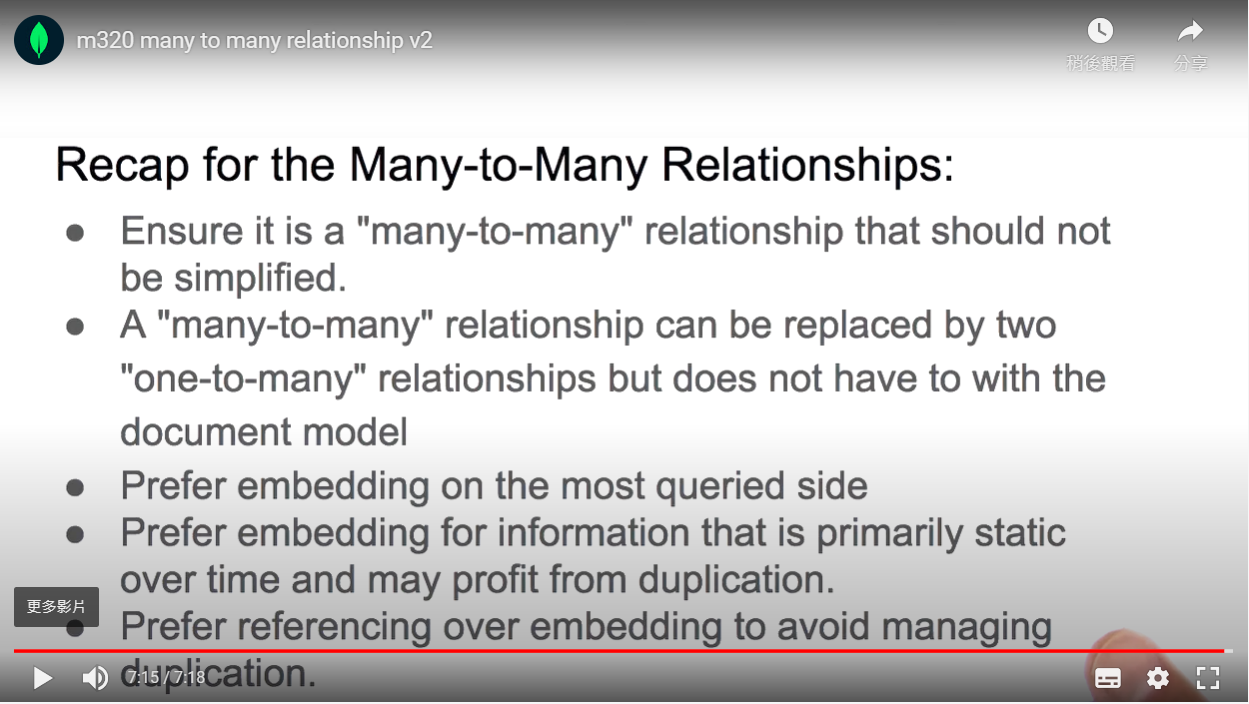 m320 many to many relationship v2
稍後觀看
分享
Recap for the Many-to-Many Relationships:
● Ensure it is a "many-to-many" relationship that should not
be simplified.
● A "many-to-many" relationship can be replaced by two
"one-to-many" relationships but does not have to with the
document model
● Prefer embedding on the most queried side
● Prefer embedding for information that is primarily static
over time and may profit from duplication.
更多影片
● Prefer referencing over embedding to avoid managing
duplication.
7:15 / 7:18